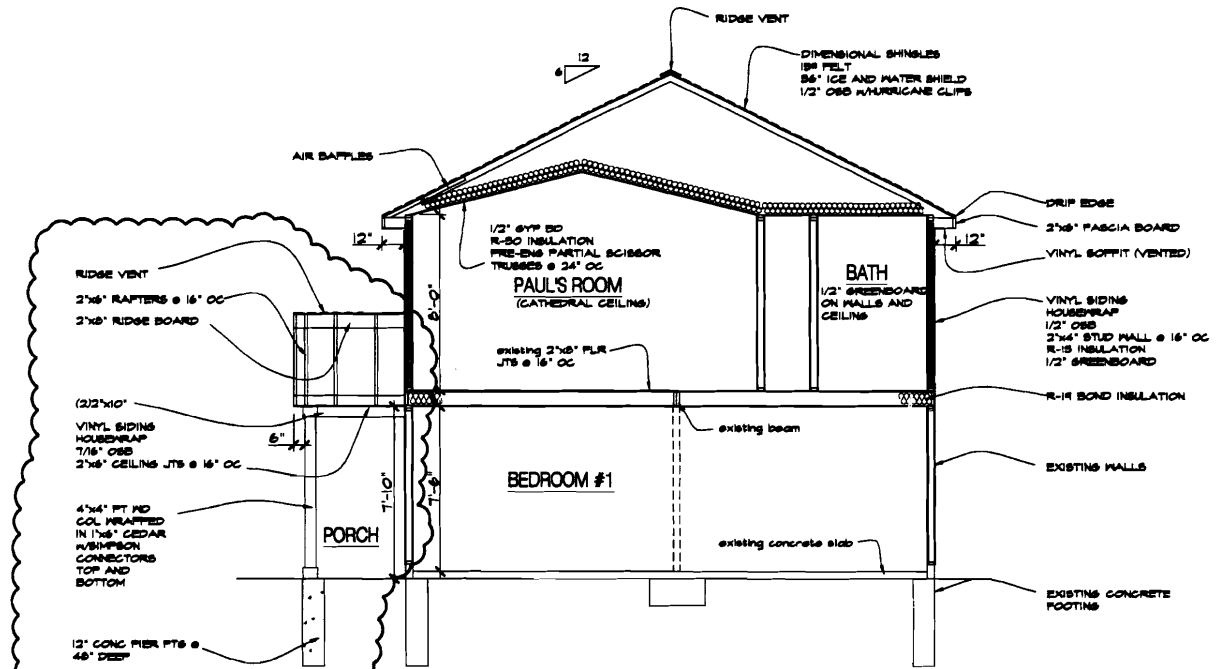 RIDGE VENT
12
6
DIMENSIONAL SHINGLES
15# FELT
36" ICE AND WATER SHIELD
1/2" OSB W/HURRICANE CLIPS
AIR BAFFLES
DRIP EDGE
2"x6" FASCIA BOARD
VINYL SOFFIT (VENTED)
12"
12"
1/2" GYP BD
R-50 INSULATION
PRE-ENG PARTIAL SCISSOR
TRUSSES @ 24" OC
PAUL'S ROOM
(CATHEDRAL CEILING)
8'-0"
BATH
1/2" GREENBOARD
ON WALLS AND
CEILING
RIDGE VENT
2"x6" RAFTERS @ 16" OC
2"x8" RIDGE BOARD
VINYL SIDING
HOUSEWRAP
1/2" OSB
2"x4" STUD WALL @ 16" OC
R-15 INSULATION
1/2" GREENBOARD
existing 2"x8" FLR
JTS @ 16" OC
R-19 BOND INSULATION
(2)2"x10"
VINYL SIDING
HOUSEWRAP
7/16" OSB
2"x6" CEILING JTS @ 16" OC
6"
existing beam
EXISTING WALLS
7'-10"
7'-6"
BEDROOM #1
4"x4" PT WD
COL WRAPPED
IN 1"x6" CEDAR
W/SIMPSON
CONNECTORS
TOP AND
BOTTOM
PORCH
existing concrete slab
EXISTING CONCRETE
FOOTING
12" CONC PIER FTG @
48" DEEP